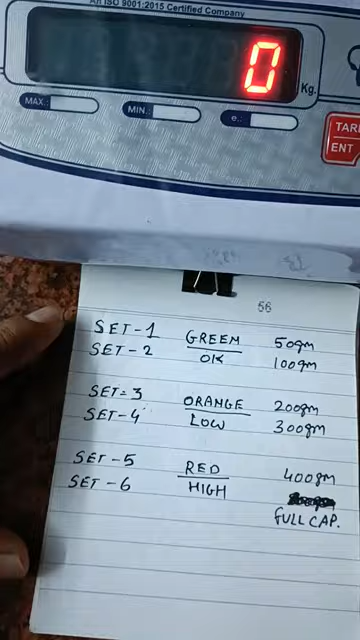 An ISO 9001:2015 Certified Company
0
Kg.
MAX.: MIN.: e.:
TARE
ENT
56
SET-1 GREEN 50gm
SET-2 OK 100gm
SET=3 ORANGE 200gm
SET-4 LOW 300gm
SET-5 RED 400gm
SET-6 HIGH
FULL CAP.